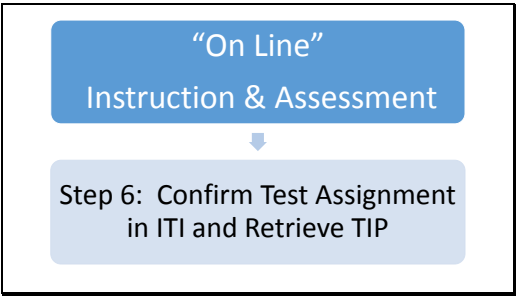 “On Line”
Instruction & Assessment
Step 6:  Confirm Test Assignment
in ITI and Retrieve TIP